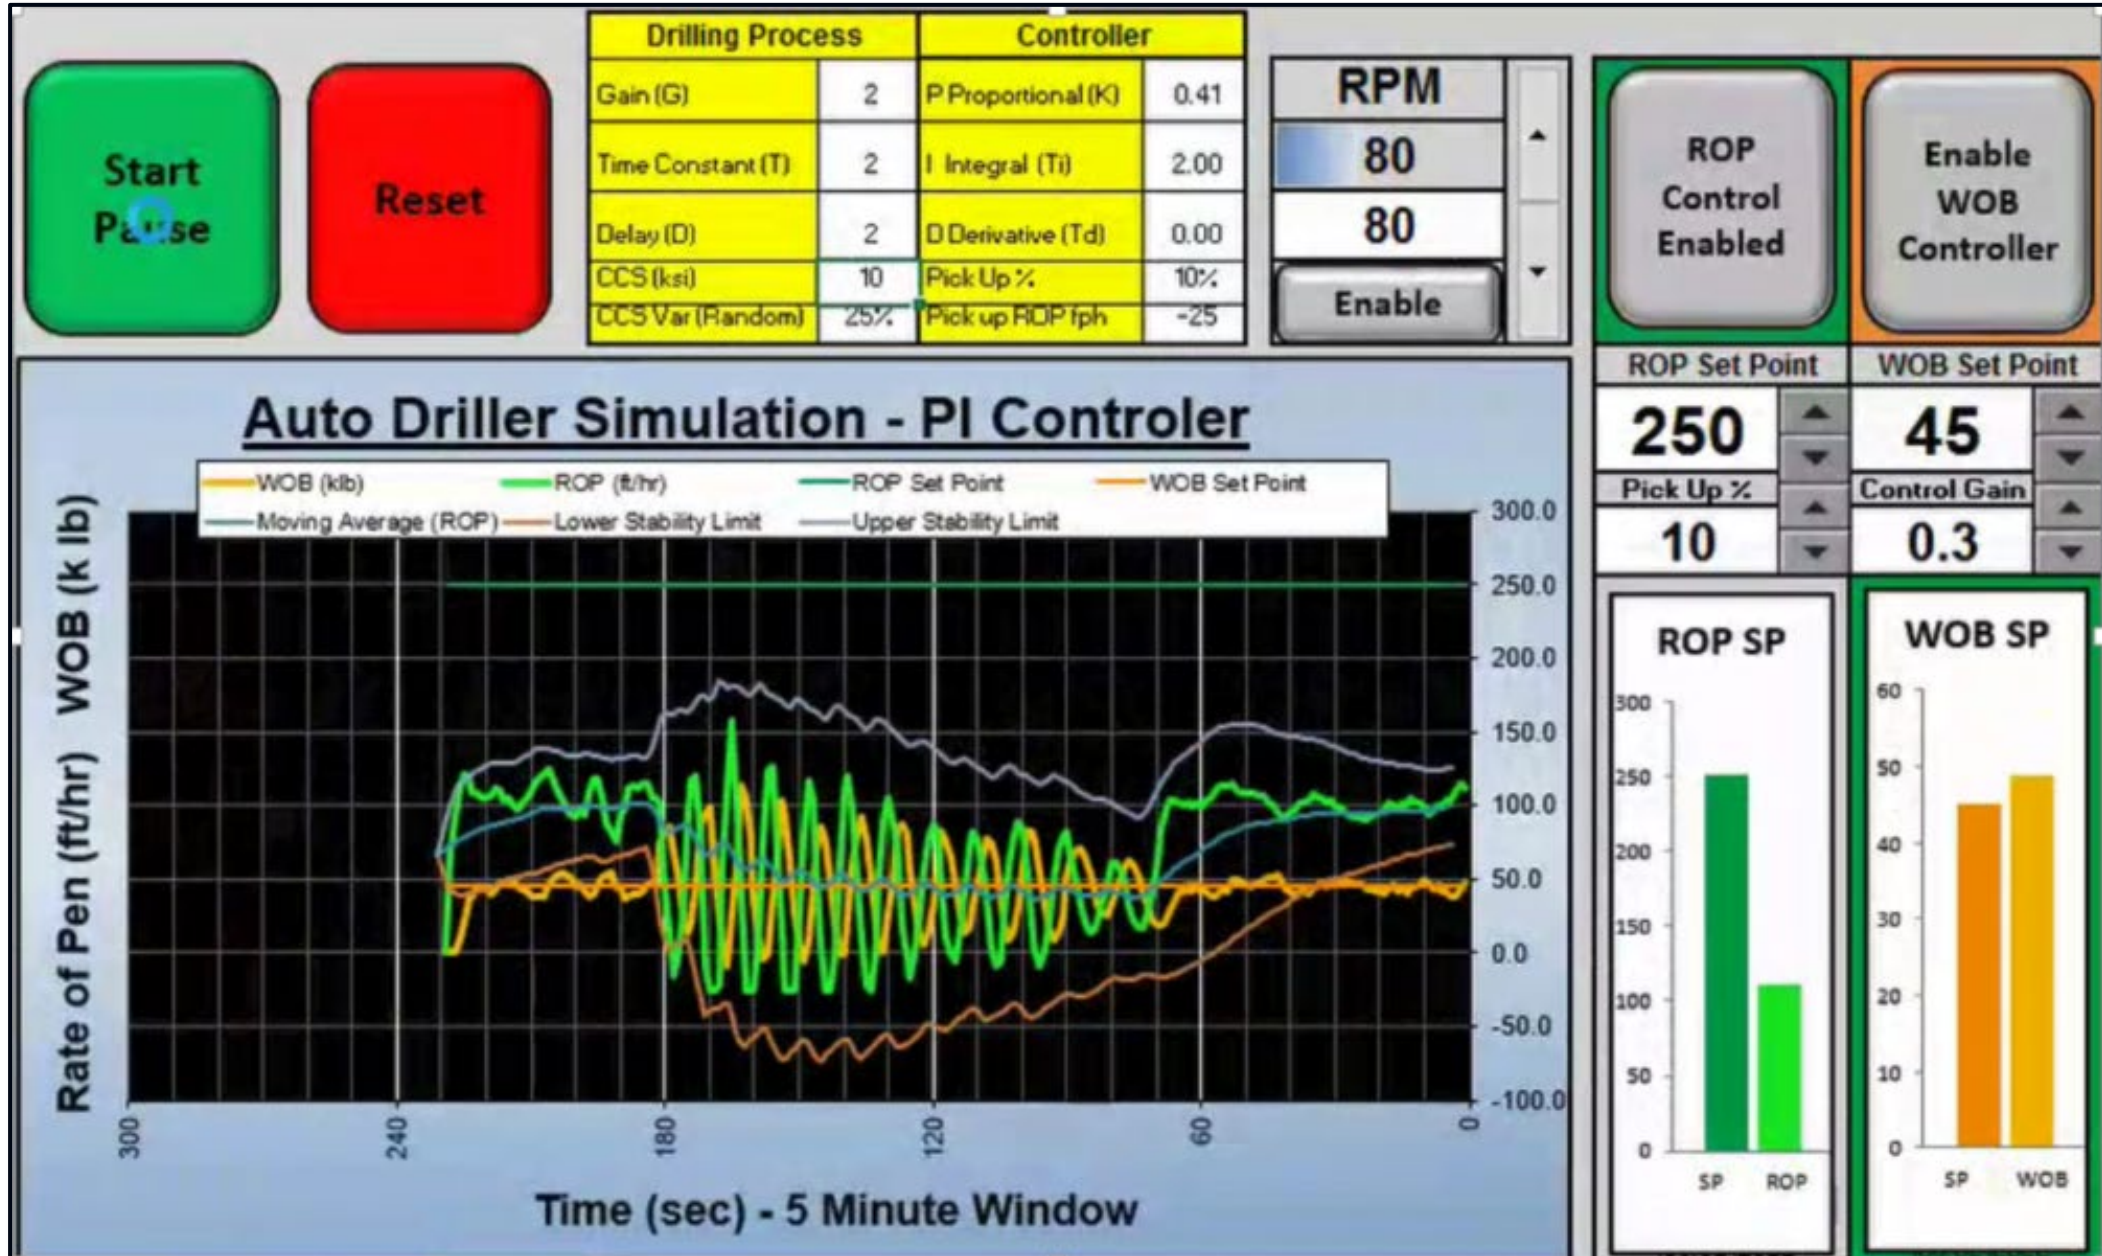 Start
Pause
Reset
Drilling Process Controller
Gain (G) 2 P Proportional (K) 0.41
Time Constant (T) 2 I Integral (Ti) 2.00
Delay (D) 2 D Derivative (Td) 0.00
CCS (ksi) 10 Pick Up % 10%
CCS Var (Random) 25% Pick up ROP fph -25
RPM
80
80
Enable
ROP
Control
Enabled
Enable
WOB
Controller
ROP Set Point WOB Set Point
250 45
Pick Up % Control Gain
10 0.3
Auto Driller Simulation - PI Controler
WOB (klb) ROP (ft/hr) ROP Set Point WOB Set Point
Moving Average (ROP) Lower Stability Limit Upper Stability Limit
Rate of Pen (ft/hr) WOB (k lb)
300.0
250.0
200.0
150.0
100.0
50.0
0.0
-50.0
-100.0
300 240 180 120 60 0
Time (sec) - 5 Minute Window
ROP SP
300
250
200
150
100
50
0
SP ROP
WOB SP
60
50
40
30
20
10
0
SP WOB